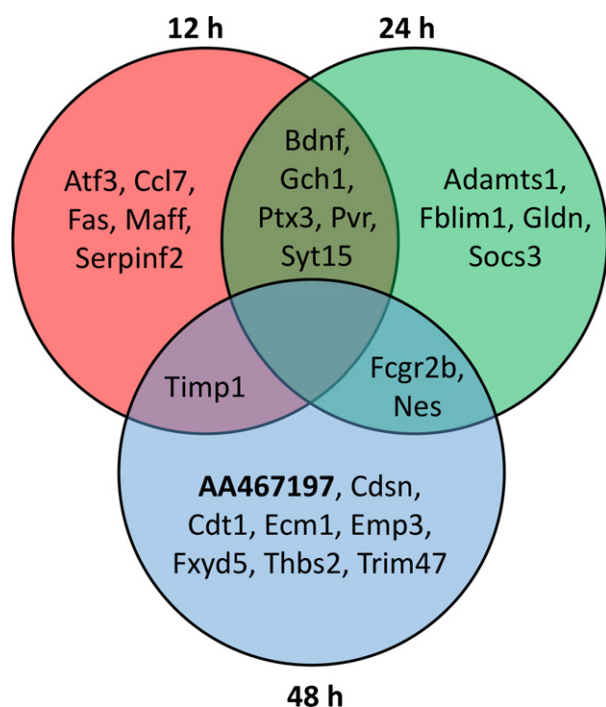 12 h
24 h
Atf3, Ccl7,
Fas, Maff,
Serpinf2
Bdnf,
Gch1,
Ptx3, Pvr,
Syt15
Adamts1,
Fblim1, Gldn,
Socs3
Timp1
Fcgr2b,
Nes
AA467197, Cdsn,
Cdt1, Ecm1, Emp3,
Fxyd5, Thbs2, Trim47
48 h